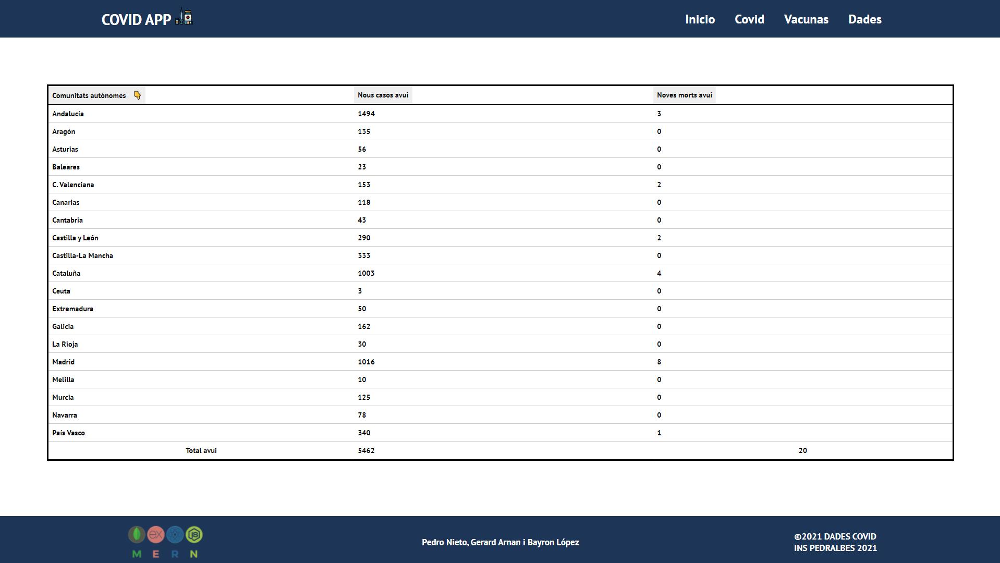 COVID APP
Inicio Covid Vacunas Dades
Comunitats autònomes Nous casos avui Noves morts avui
Andalucía 1494 3
Aragón 135 0
Asturias 56 0
Baleares 23 0
C. Valenciana 153 2
Canarias 118 0
Cantabria 43 0
Castilla y León 290 2
Castilla-La Mancha 333 0
Cataluña 1003 4
Ceuta 3 0
Extremadura 50 0
Galicia 162 0
La Rioja 30 0
Madrid 1016 8
Melilla 10 0
Murcia 125 0
Navarra 78 0
País Vasco 340 1
Total avui 5462 20
EX JS
M E R N
Pedro Nieto, Gerard Arnan i Bayron López
©2021 DADES COVID
INS PEDRALBES 2021